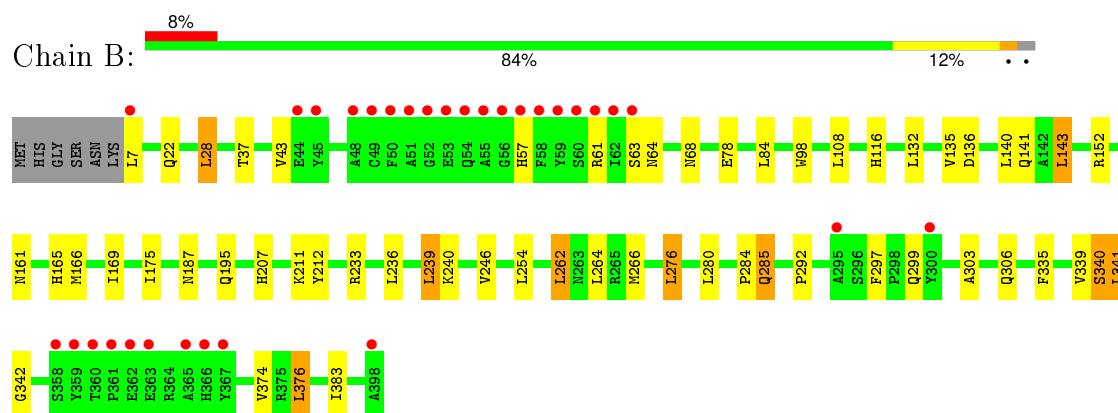 8%
Chain B:
84% 12% • •
MET HIS GLY SER ASN LYS L7 Q22 L28 T37 V43 E44 Y45 A48 C49 F50 A51 G52 E53 Q54 A55 G56 H57 F58 Y59 S60 R61 I62 S63 N64 N68 E78 L84 W98 L108 H116 L132 V135 D136 L140 Q141 A142 L143 R152
N161 H165 M166 I169 I175 N187 Q195 H207 K211 Y212 R233 L236 L239 K240 V246 L254 L262 N263 L264 R265 M266 L276 L280 P284 Q285 P292 A295 S296 F297 P298 Q299 Y300 A303 Q306 F335 V339 S340
G342 S358 Y359 T360 P361 E362 E363 R364 A365 H366 Y367 V374 R375 L376 I383 A398